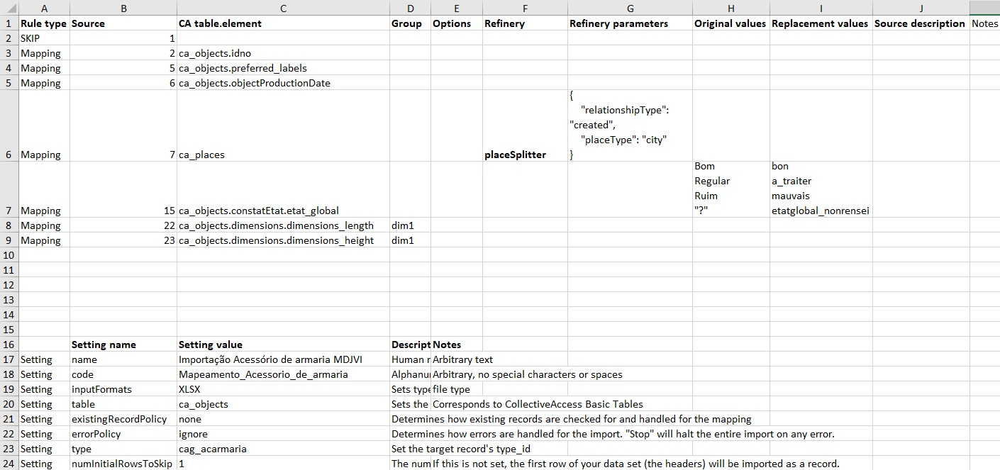 A B C D E F G H I J
1 Rule type Source CA table.element Group Options Refinery Refinery parameters Original values Replacement values Source description Notes
2 SKIP 1
3 Mapping 2 ca_objects.idno
4 Mapping 5 ca_objects.preferred_labels
5 Mapping 6 ca_objects.objectProductionDate
{
"relationshipType":
"created",
"placeType": "city"
6 Mapping 7 ca_places placeSplitter }
Bom bon
Regular a_traiter
Ruim mauvais
7 Mapping 15 ca_objects.constatEtat.etat_global "?" etatglobal_nonrensei
8 Mapping 22 ca_objects.dimensions.dimensions_length dim1
9 Mapping 23 ca_objects.dimensions.dimensions_height dim1
10
11
12
13
14
15
16 Setting name Setting value Descript Notes
17 Setting name Importação Acessório de armaria MDJVI Human Arbitrary text
18 Setting code Mapeamento_Acessorio_de_armaria Alphanu Arbitrary, no special characters or spaces
19 Setting inputFormats XLSX Sets type file type
20 Setting table ca_objects Sets the Corresponds to CollectiveAccess Basic Tables
21 Setting existingRecordPolicy none Determines how existing records are checked for and handled for the mapping
22 Setting errorPolicy ignore Determines how errors are handled for the import. "Stop" will halt the entire import on any error.
23 Setting type cag_acarmaria Set the target record's type_id
24 Setting numInitialRowsToSkip 1 The num If this is not set, the first row of your data set (the headers) will be imported as a record.